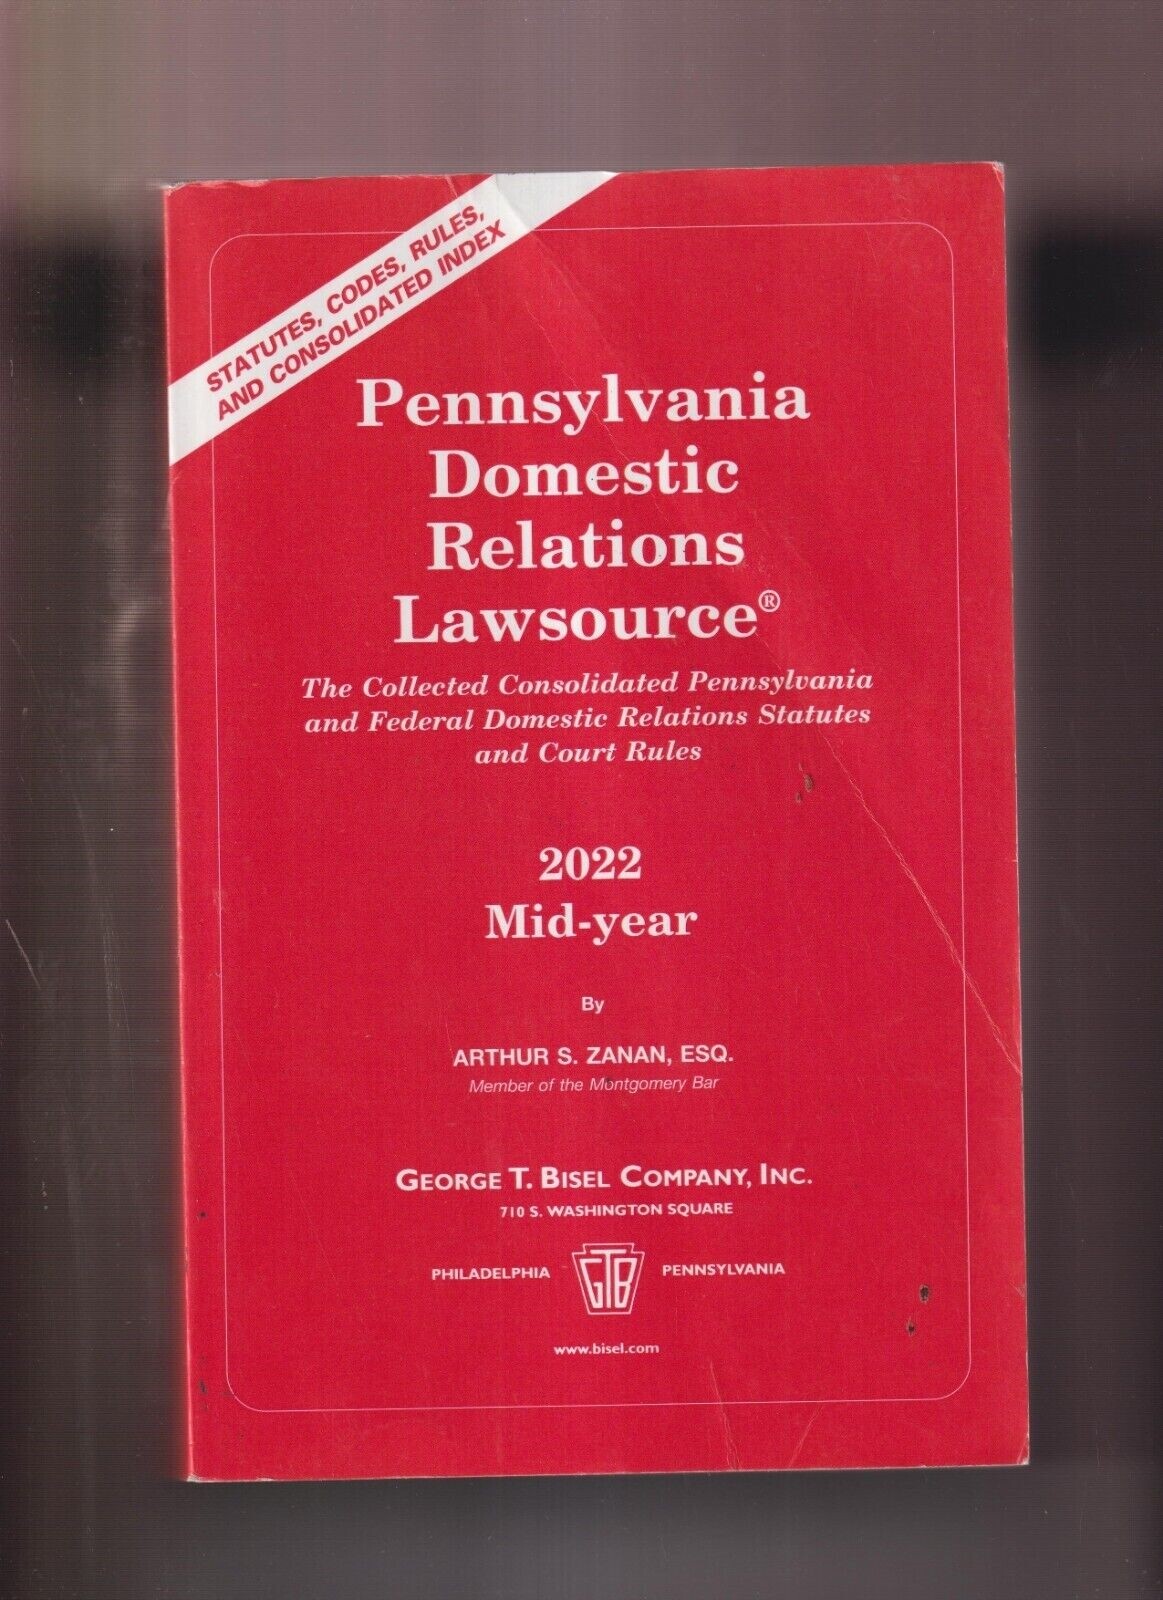 STATUTES, CODES, RULES,
AND CONSOLIDATED INDEX
Pennsylvania
Domestic
Relations
Lawsource®
The Collected Consolidated Pennsylvania
and Federal Domestic Relations Statutes
and Court Rules
2022
Mid-year
By
ARTHUR S. ZANAN, ESQ.
Member of the Montgomery Bar
GEORGE T. BISEL COMPANY, INC.
710 S. WASHINGTON SQUARE
PHILADELPHIA GTB PENNSYLVANIA
www.bisel.com